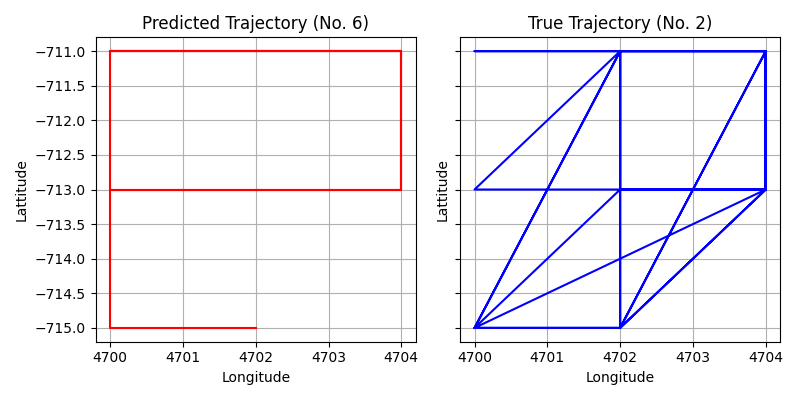 Predicted Trajectory (No. 6)
True Trajectory (No. 2)
−711.0
−711.5
−712.0
−712.5
−713.0
−713.5
−714.0
−714.5
−715.0
Lattitude
Lattitude
4700 4701 4702 4703 4704
4700 4701 4702 4703 4704
Longitude
Longitude